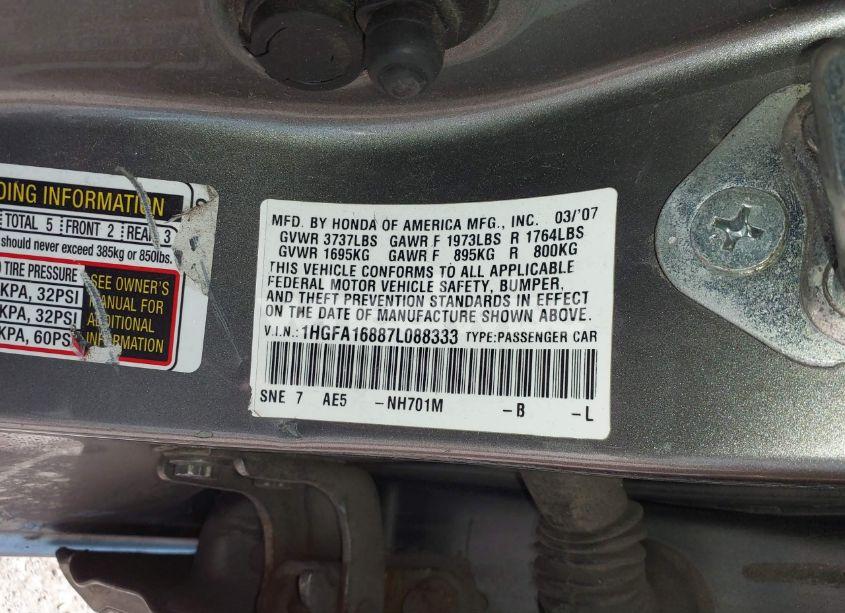 DING INFORMATION
TOTAL 5 FRONT 2 REAR 3
should never exceed 385kg or 850lbs.
TIRE PRESSURE
KPA, 32PSI
KPA, 32PSI
KPA, 60PSI
SEE OWNER'S
MANUAL FOR
ADDITIONAL
INFORMATION
MFD. BY HONDA OF AMERICA MFG., INC. 03/'07
GVWR 3737LBS GAWR F 1973LBS R 1764LBS
GVWR 1695KG GAWR F 895KG R 800KG
THIS VEHICLE CONFORMS TO ALL APPLICABLE
FEDERAL MOTOR VEHICLE SAFETY, BUMPER,
AND THEFT PREVENTION STANDARDS IN EFFECT
ON THE DATE OF MANUFACTURE SHOWN ABOVE.
V.I.N.: 1HGFA16887L088333 TYPE:PASSENGER CAR
SNE 7 AE5 -NH701M -B -L